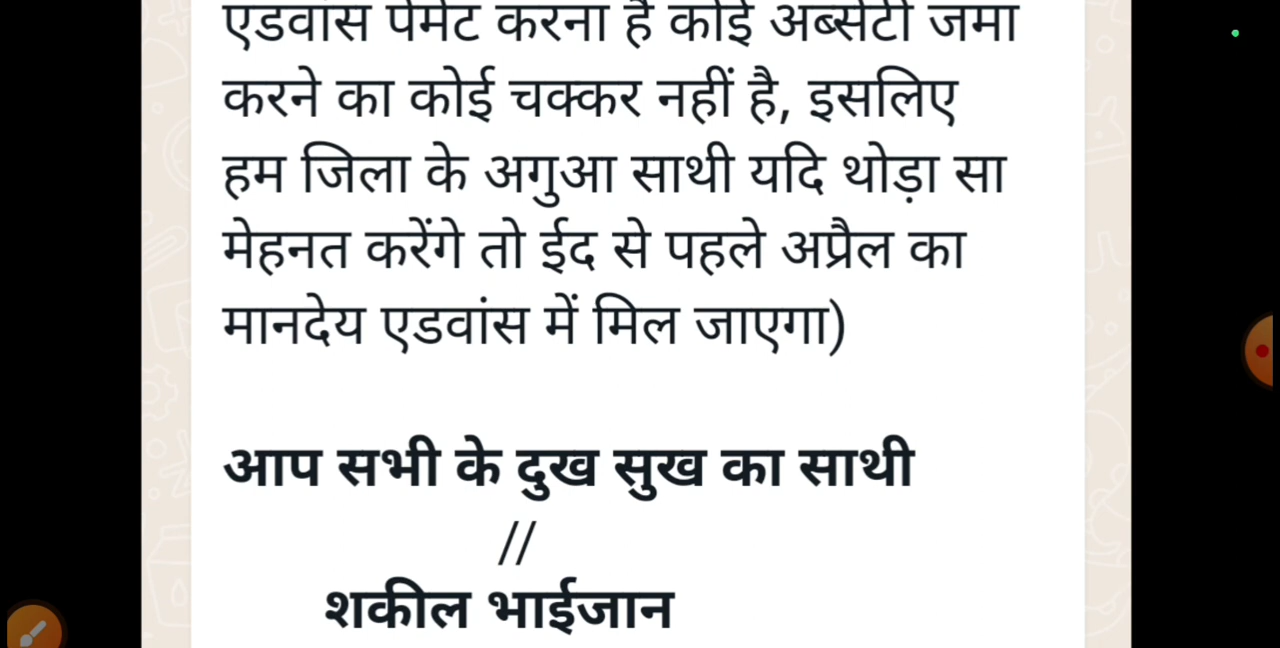 एडवांस पेमेंट करना है कोई अब्सेंटी जमा
करने का कोई चक्कर नहीं है, इसलिए
हम जिला के अगुआ साथी यदि थोड़ा सा
मेहनत करेंगे तो ईद से पहले अप्रैल का
मानदेय एडवांस में मिल जाएगा)
आप सभी के दुख सुख का साथी
//
शकील भाईजान